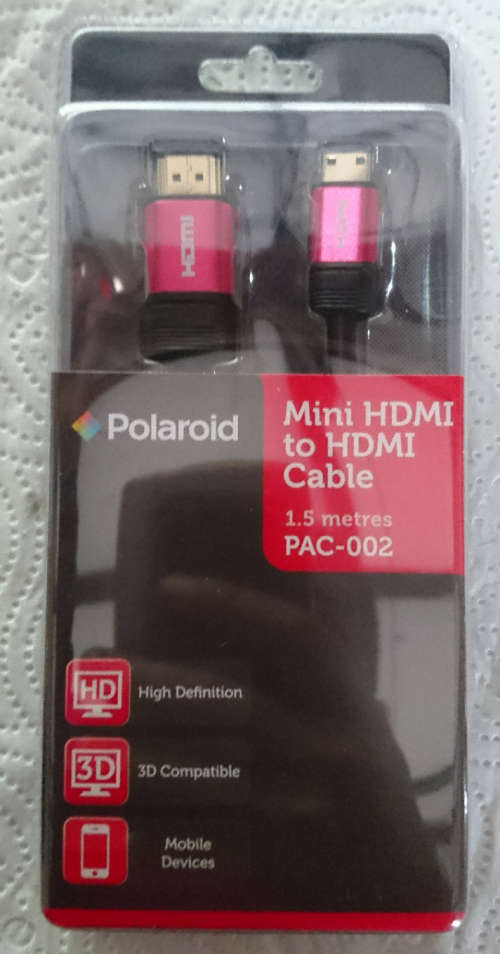 HDMI
HDMI
Polaroid
Mini HDMI
to HDMI
Cable
1.5 metres
PAC-002
HD
High Definition
3D
3D Compatible
Mobile
Devices